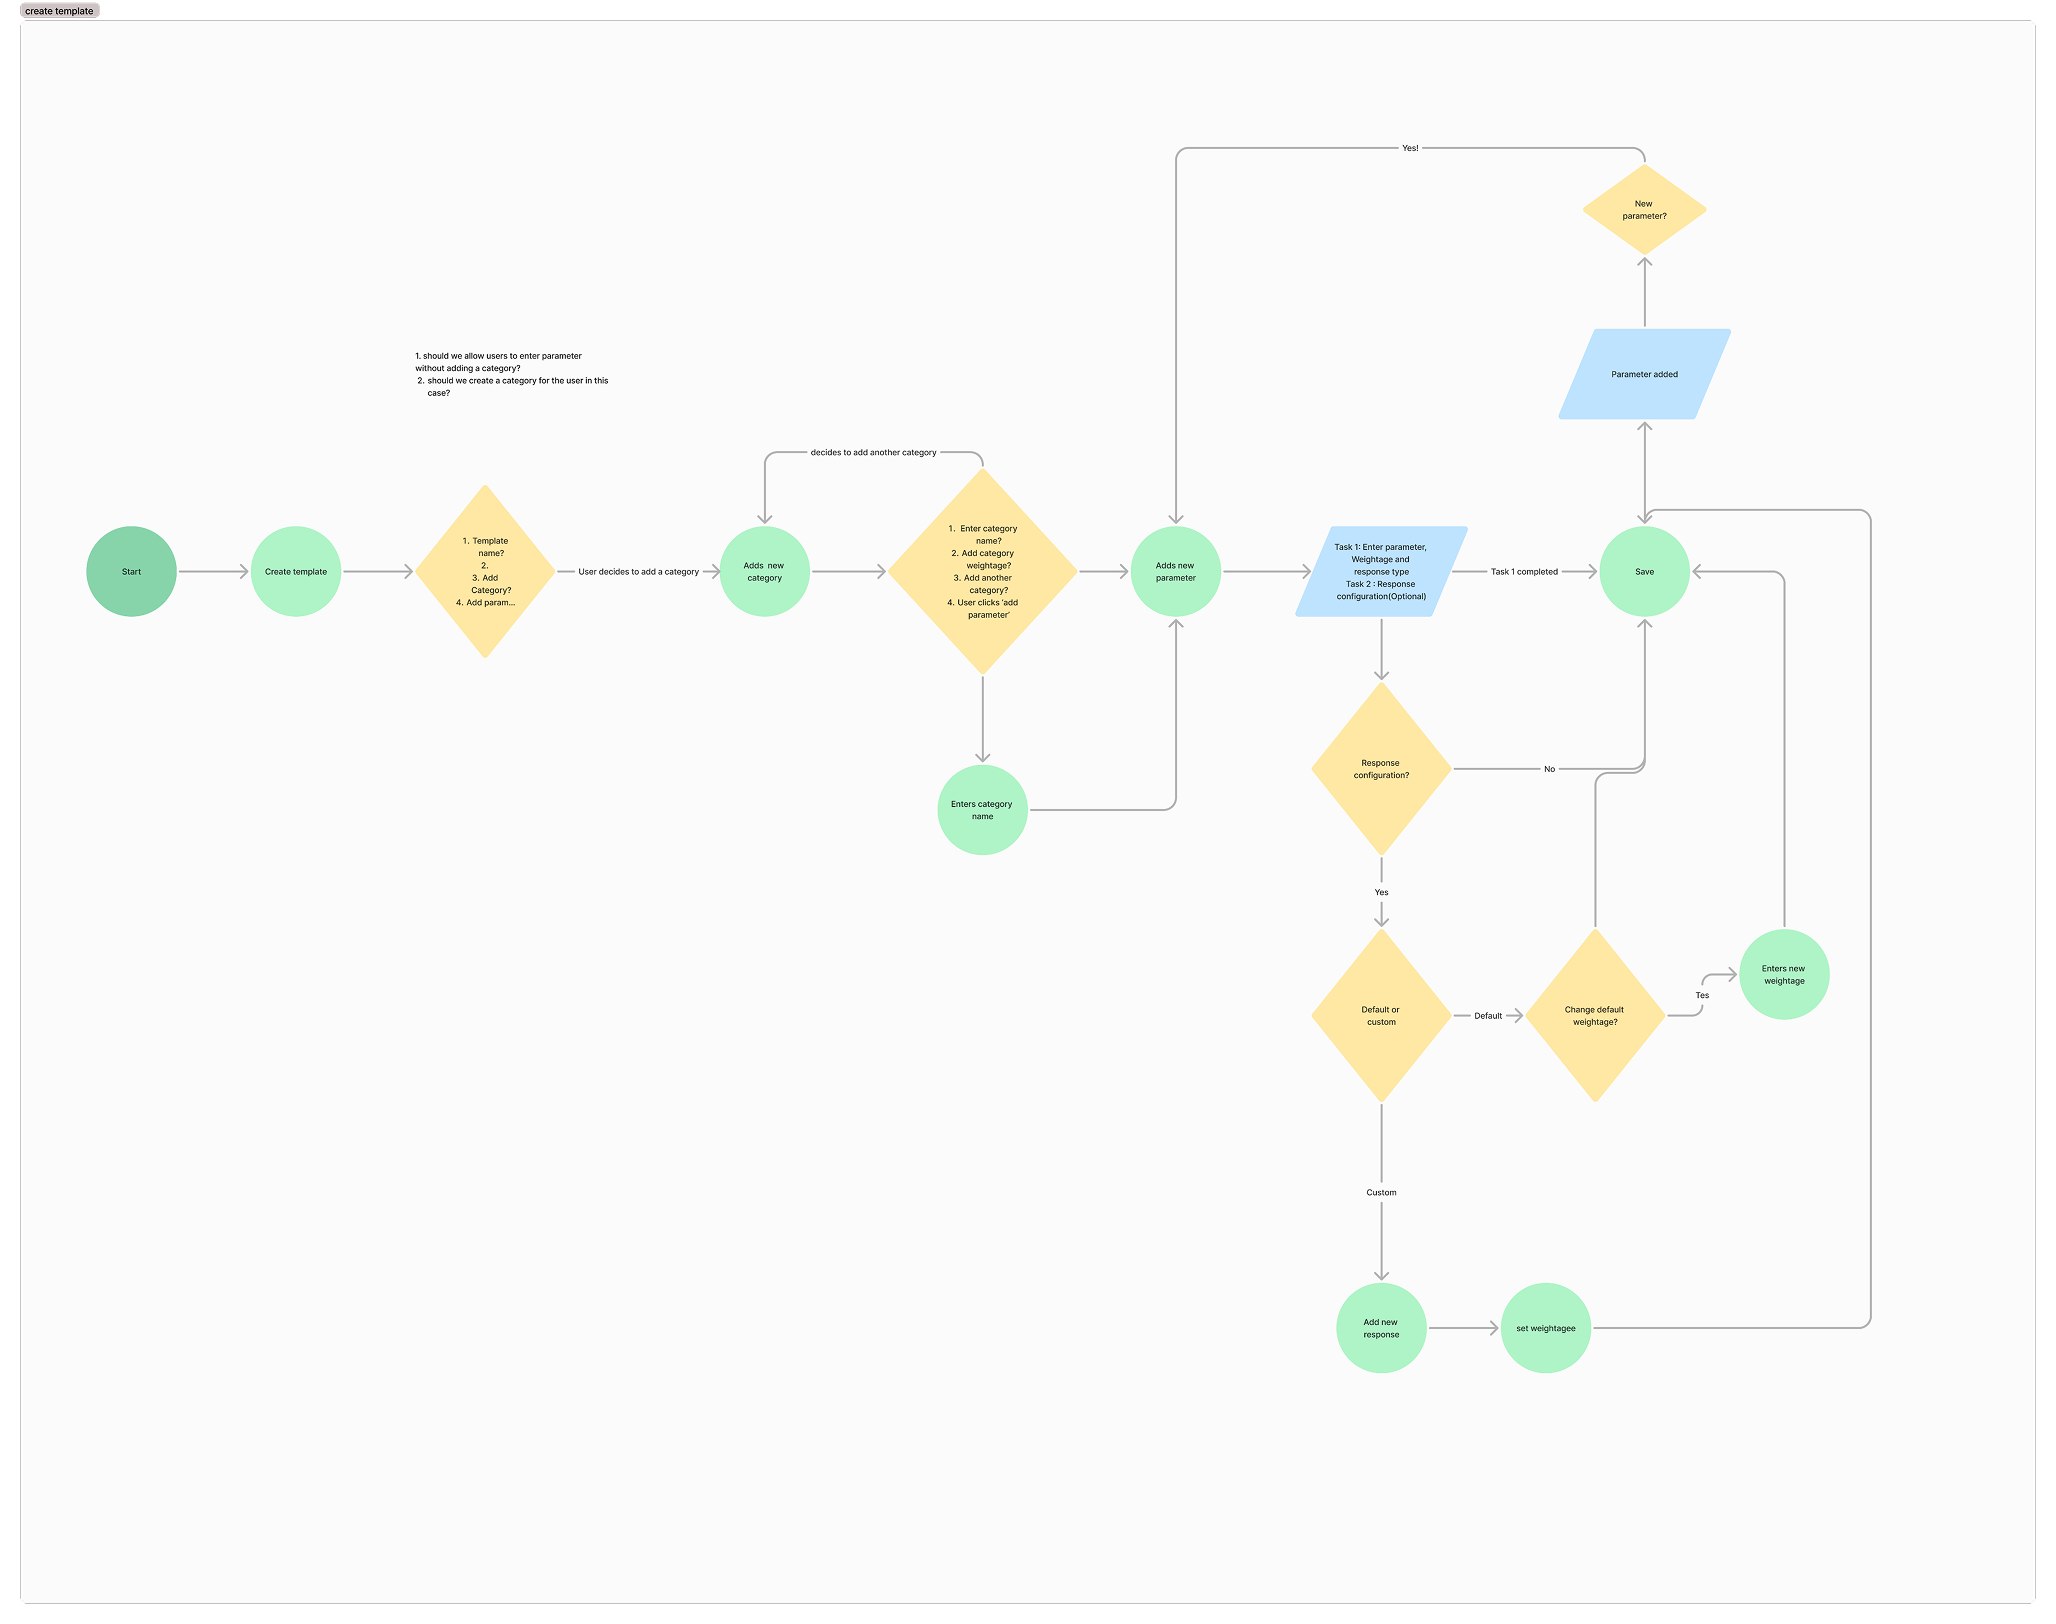 create template
Yes!
New
parameter?
Parameter added
1. should we allow users to enter parameter
without adding a category?
2. should we create a category for the user in this
case?
decides to add another category
Start
Create template
1. Template
name?
2.
3. Add
Category?
4. Add param...
User decides to add a category
Adds new
category
1. Enter category
name?
2. Add category
weightage?
3. Add another
category?
4. User clicks 'add
parameter'
Adds new
parameter
Task 1: Enter parameter,
Weightage and
response type
Task 2 : Response
configuration(Optional)
Task 1 completed
Save
Enters category
name
Response
configuration?
No
Yes
Default or
custom
Default
Change default
weightage?
Tes
Enters new
weightage
Custom
Add new
response
set weightagee